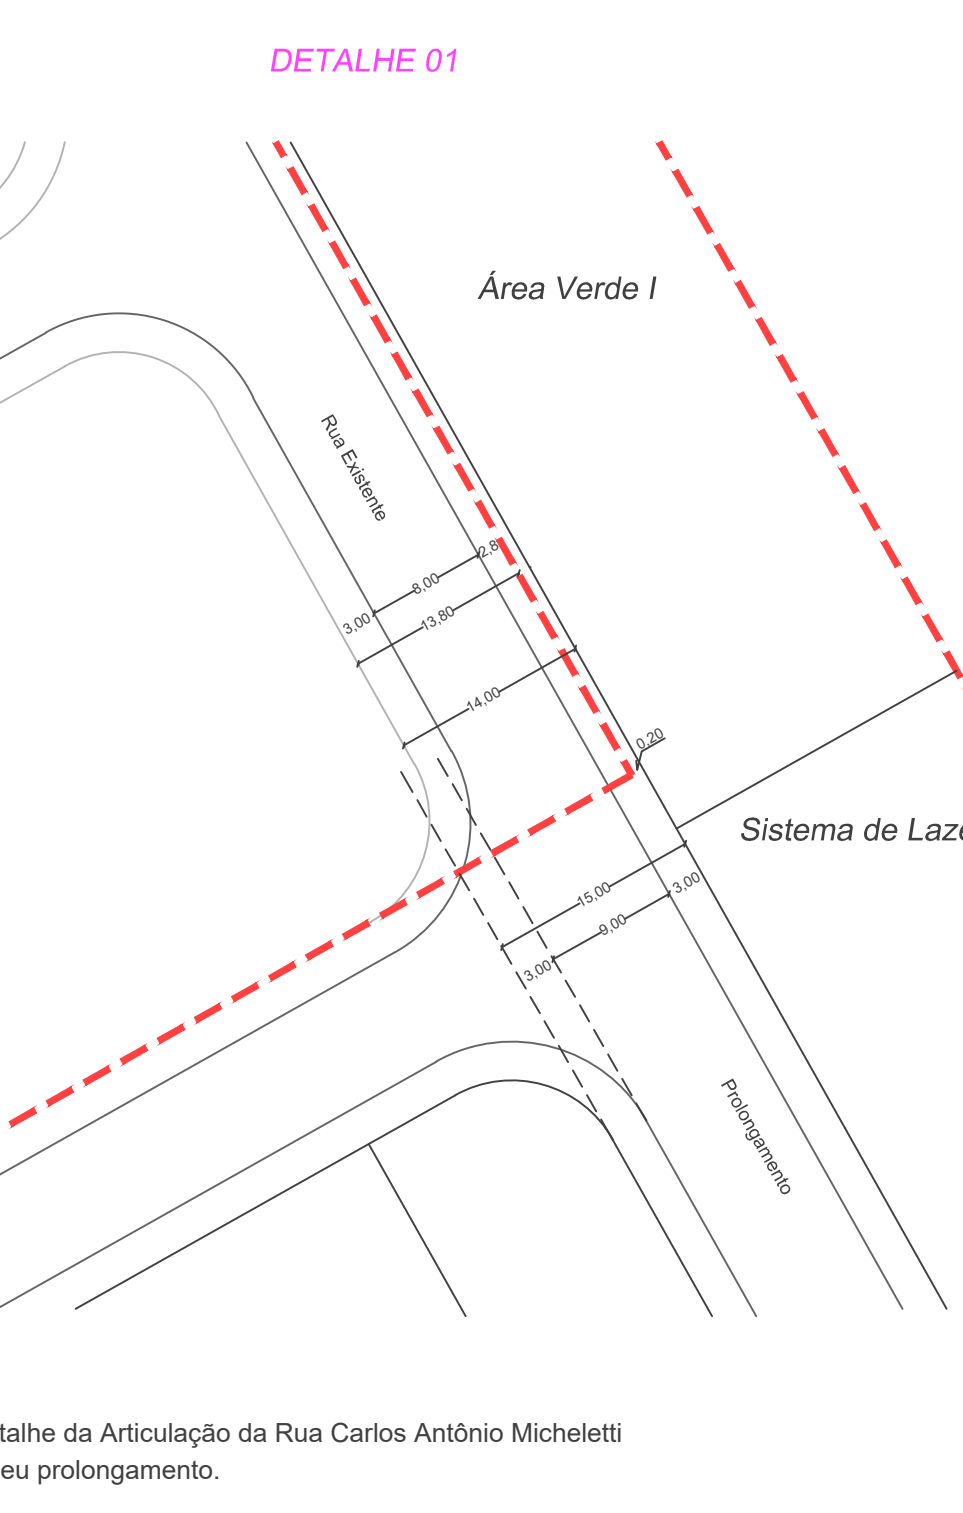 DETALHE 01
Área Verde I
Rua Existente
2,8
8,00
3,00
13,80
14,00
0,20
Sistema de Laze
15,00
3,00
9,00
3,00
Prolongamento
talhe da Articulação da Rua Carlos Antônio Micheletti
eu prolongamento.